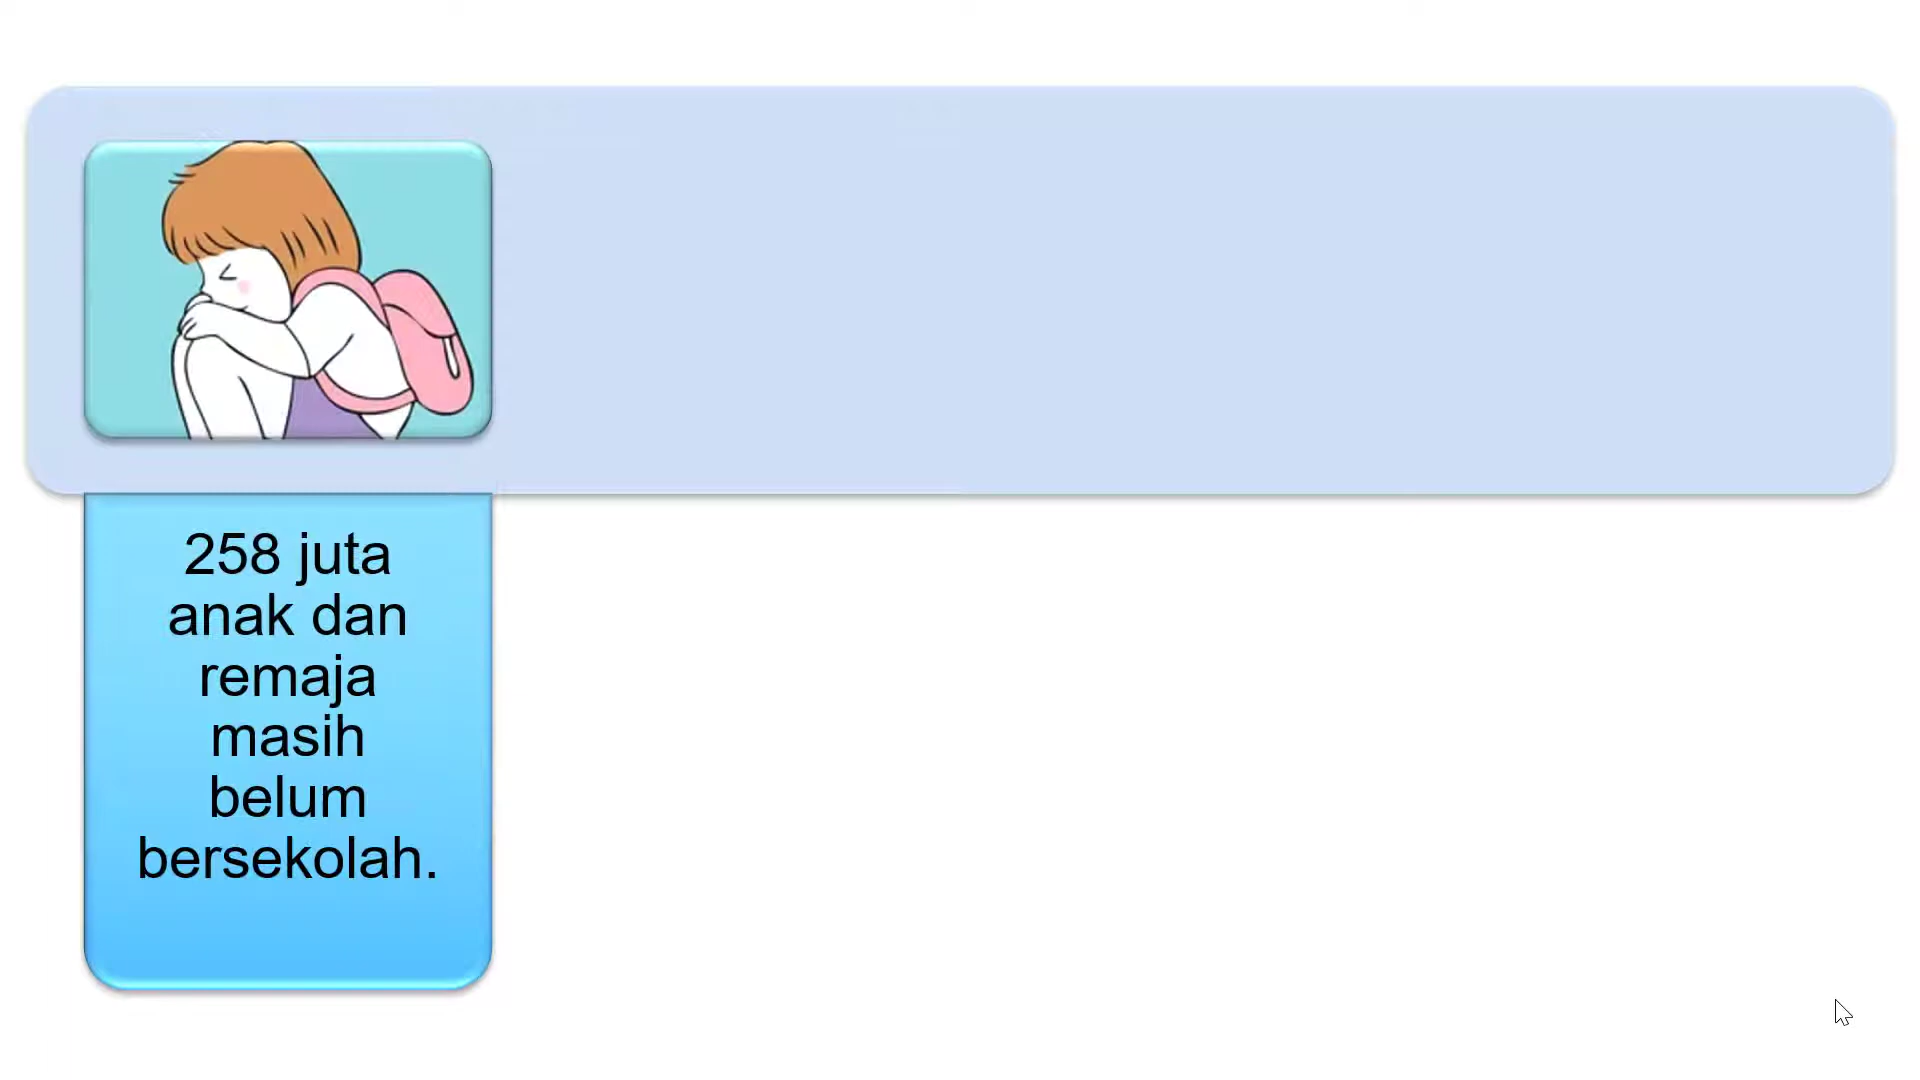 258 juta
anak dan
remaja
masih
belum
bersekolah.